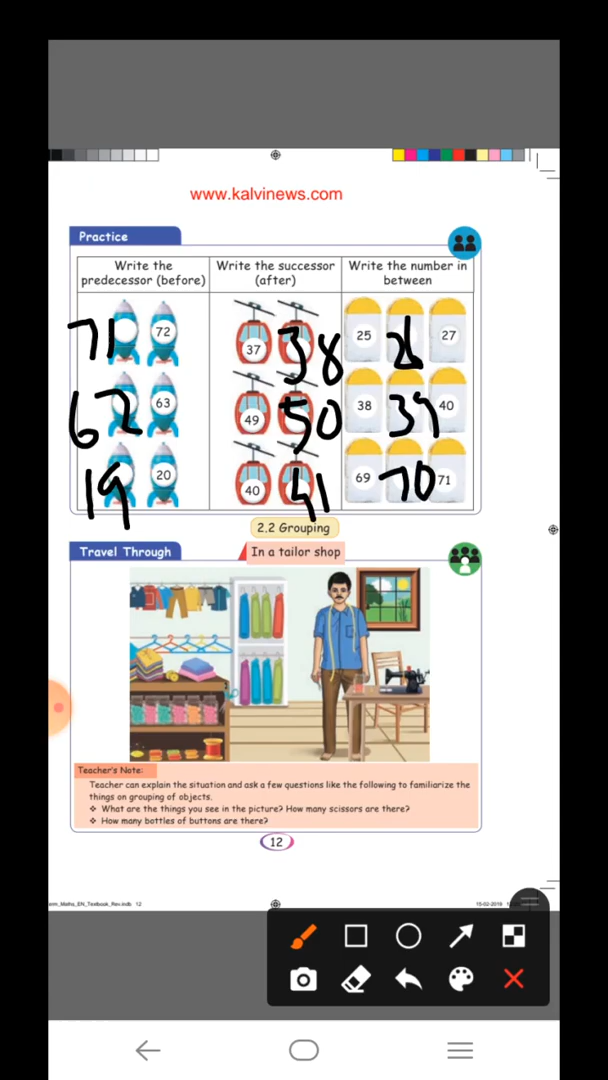 www.kalvinews.com
Practice
Write the predecessor (before)
Write the successor (after)
Write the number in between
71 72 37 38 25 26 27
62 63 49 50 38 39 40
19 20 40 41 69 70 71
2.2 Grouping
Travel Through
In a tailor shop
Teacher's Note:
Teacher can explain the situation and ask a few questions like the following to familiarize the
things on grouping of objects.
❖ What are the things you see in the picture? How many scissors are there?
❖ How many bottles of buttons are there?
12